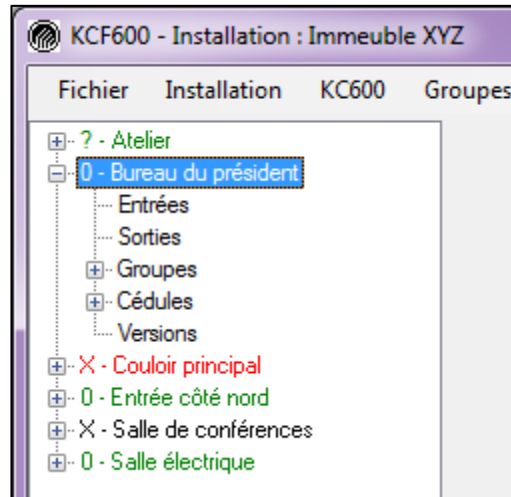 KCF600 - Installation : Immeuble XYZ
Fichier Installation KC600 Groupes
? - Atelier
0 - Bureau du président
Entrées
Sorties
Groupes
Cédules
Versions
X - Couloir principal
0 - Entrée côté nord
X - Salle de conférences
0 - Salle électrique